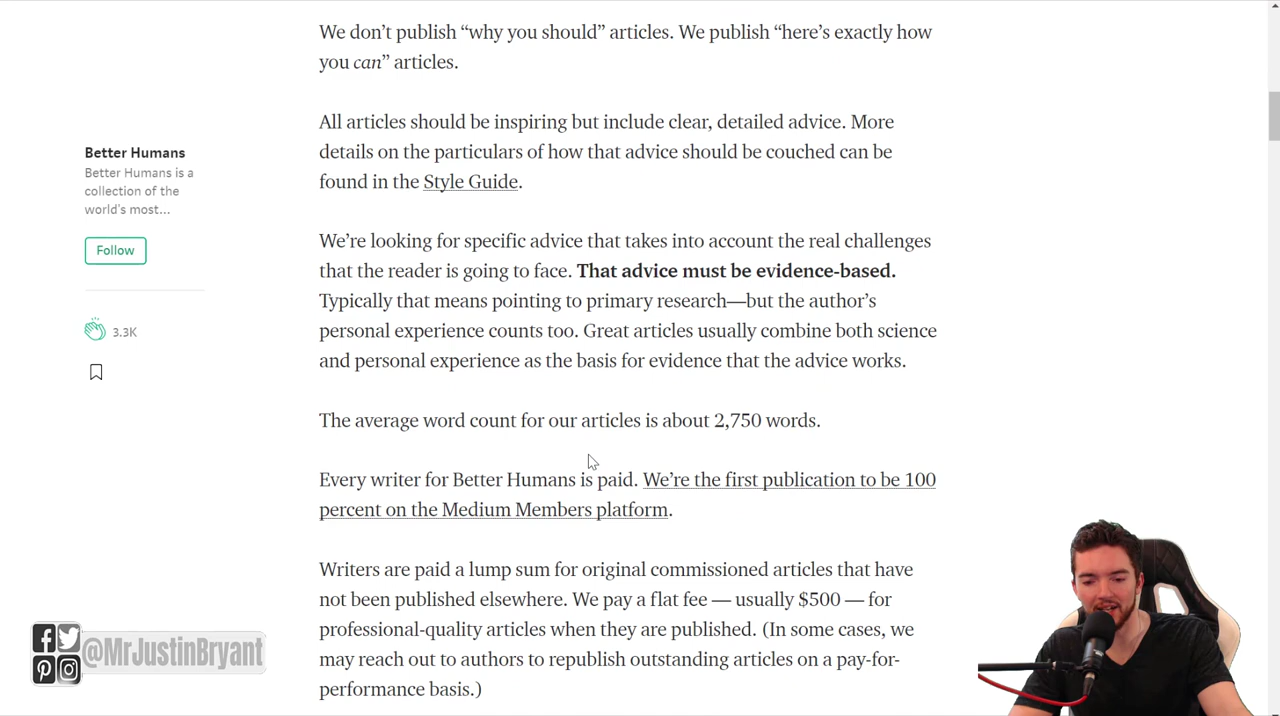 We don’t publish “why you should” articles. We publish “here’s exactly how
you can” articles.
All articles should be inspiring but include clear, detailed advice. More
details on the particulars of how that advice should be couched can be
found in the Style Guide.
Better Humans
Better Humans is a
collection of the
world’s most...
Follow
3.3K
We’re looking for specific advice that takes into account the real challenges
that the reader is going to face. That advice must be evidence-based.
Typically that means pointing to primary research—but the author’s
personal experience counts too. Great articles usually combine both science
and personal experience as the basis for evidence that the advice works.
The average word count for our articles is about 2,750 words.
Every writer for Better Humans is paid. We’re the first publication to be 100
percent on the Medium Members platform.
Writers are paid a lump sum for original commissioned articles that have
not been published elsewhere. We pay a flat fee — usually $500 — for
professional-quality articles when they are published. (In some cases, we
may reach out to authors to republish outstanding articles on a pay-for-
performance basis.)
@MrJustinBryant